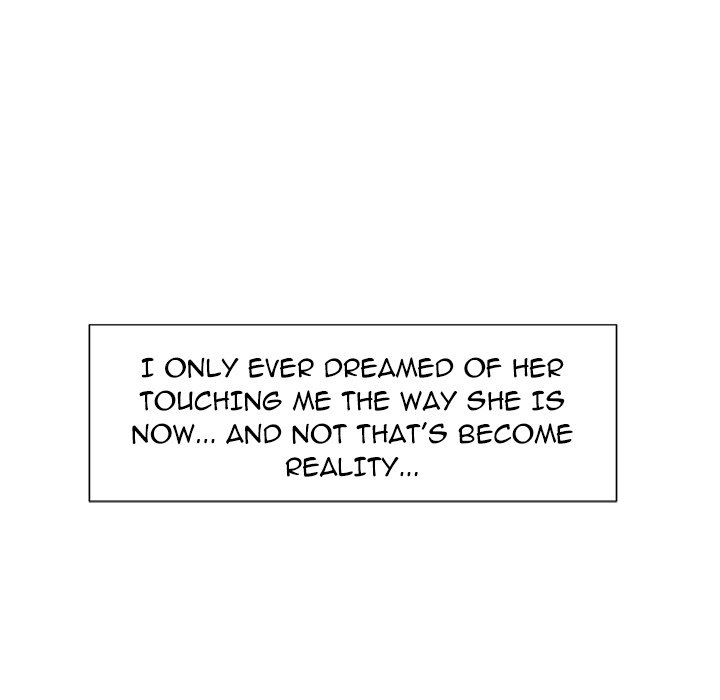 I ONLY EVER DREAMED OF HER
TOUCHING ME THE WAY SHE IS
NOW... AND NOT THAT'S BECOME
REALITY...